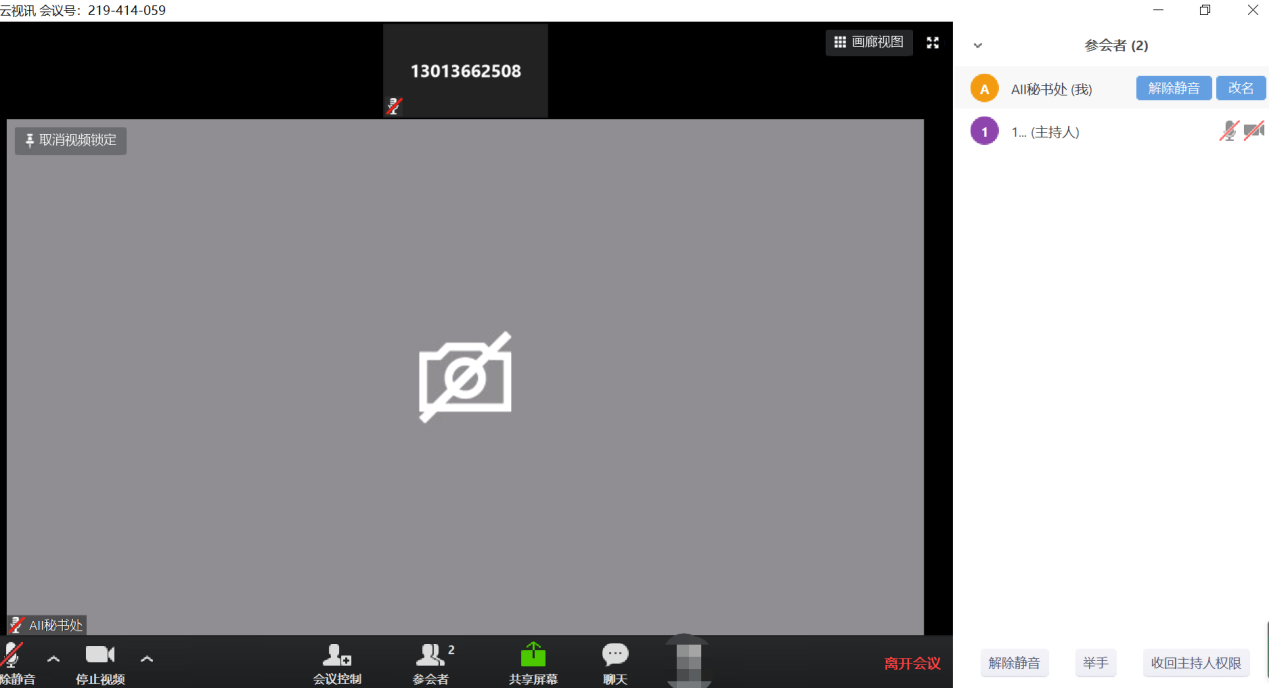 云视讯 会议号：219-414-059
13013662508
画廊视图
取消视频锁定
AII秘书处
除静音
停止视频
会议控制
参会者
2
共享屏幕
聊天
离开会议
参会者 (2)
A
AII秘书处 (我)
解除静音
改名
1
1... (主持人)
解除静音
举手
收回主持人权限